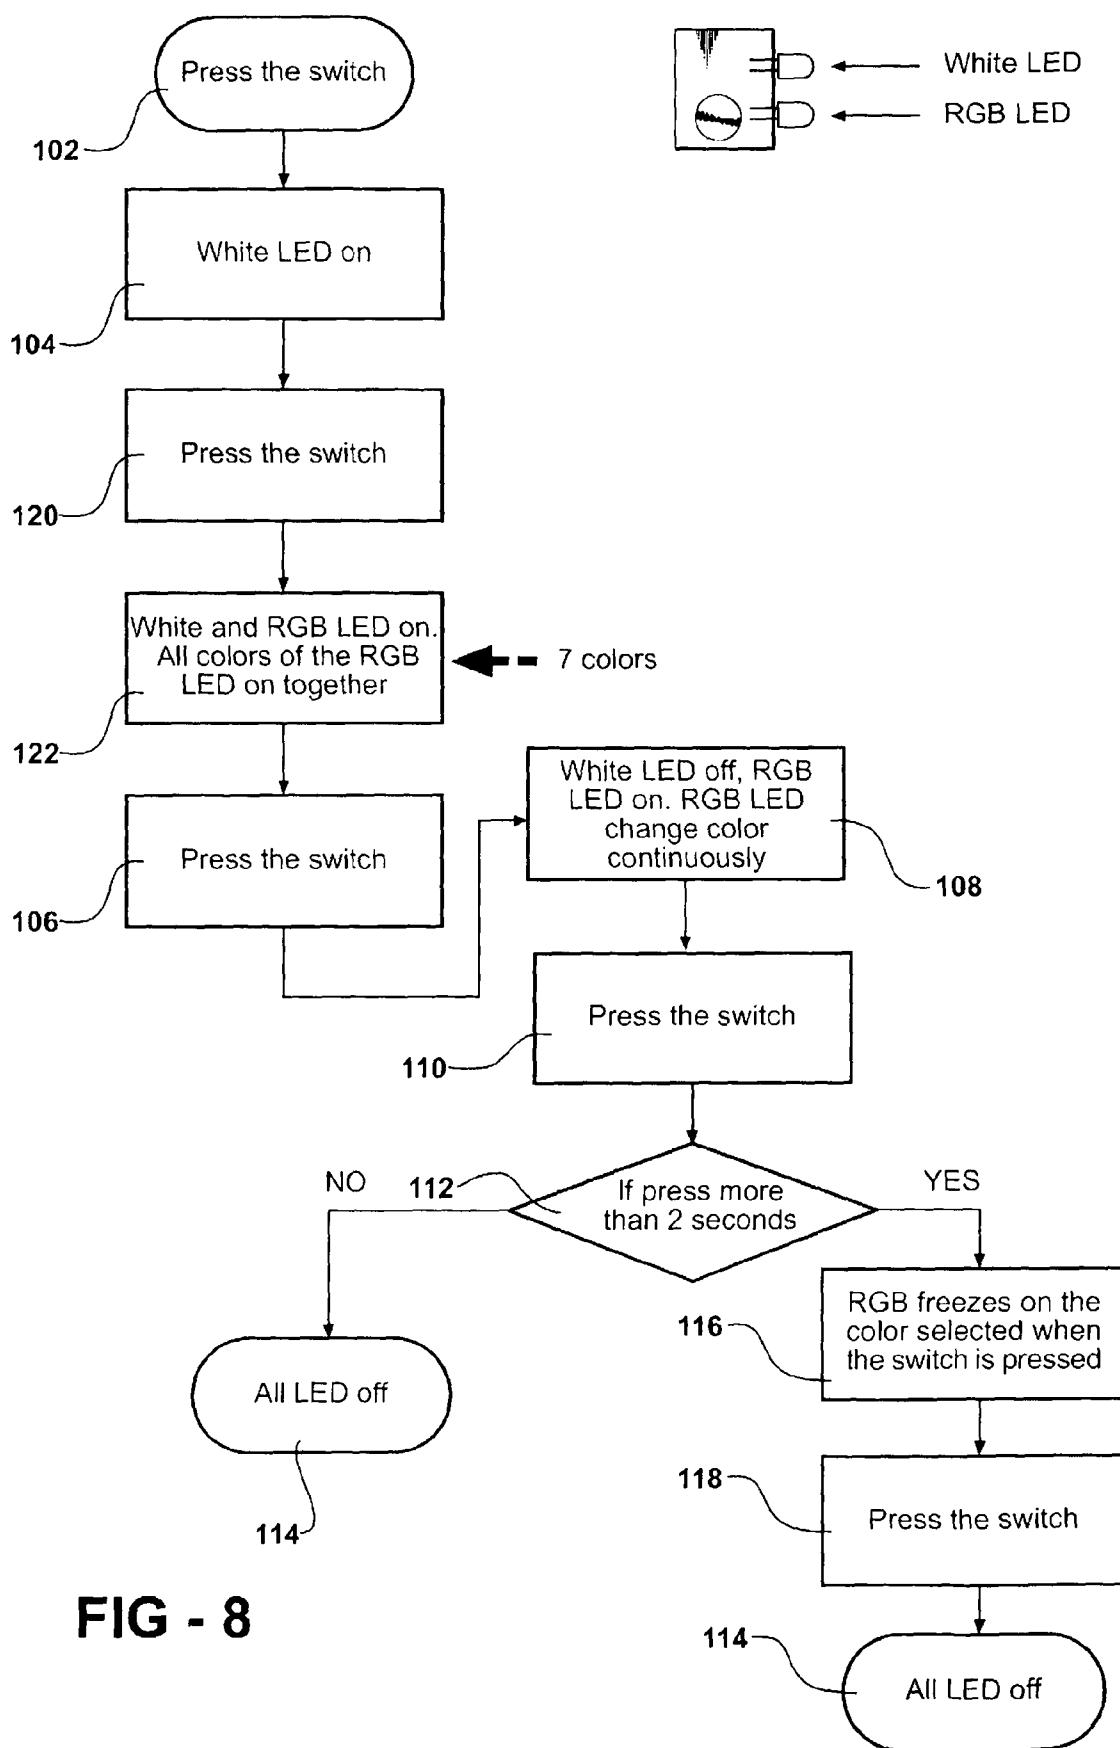 Press the switch
102
White LED
RGB LED
White LED on
104
Press the switch
120
White and RGB LED on.
All colors of the RGB
LED on together
7 colors
122
Press the switch
106
White LED off, RGB
LED on. RGB LED
change color
continuously
108
Press the switch
110
If press more
than 2 seconds
112
NO
YES
All LED off
114
RGB freezes on the
color selected when
the switch is pressed
116
Press the switch
118
All LED off
114
FIG - 8